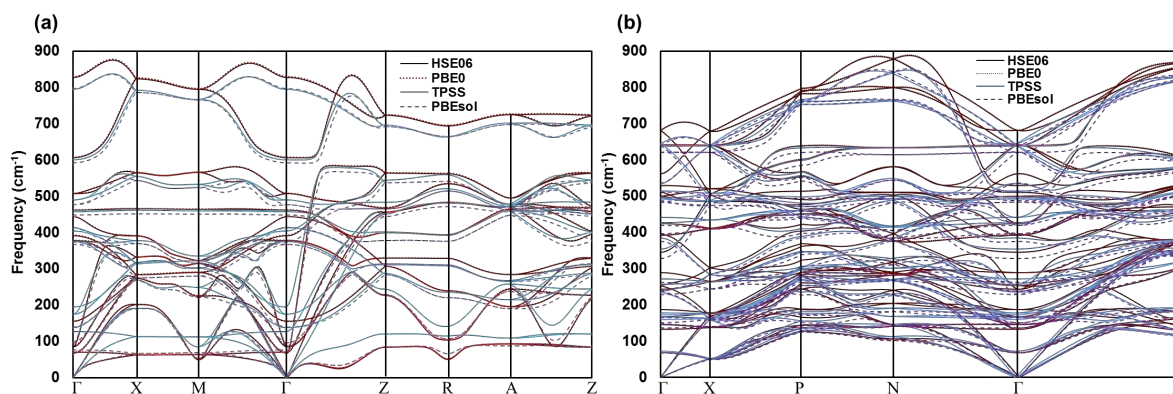 (a)
900
800
700
600
500
400
300
200
100
0
Frequency (cm⁻¹)
HSE06
PBE0
TPSS
PBEsol
Γ X M Γ Z R A Z
(b)
900
800
700
600
500
400
300
200
100
0
Frequency (cm⁻¹)
HSE06
PBE0
TPSS
PBEsol
Γ X P N Γ